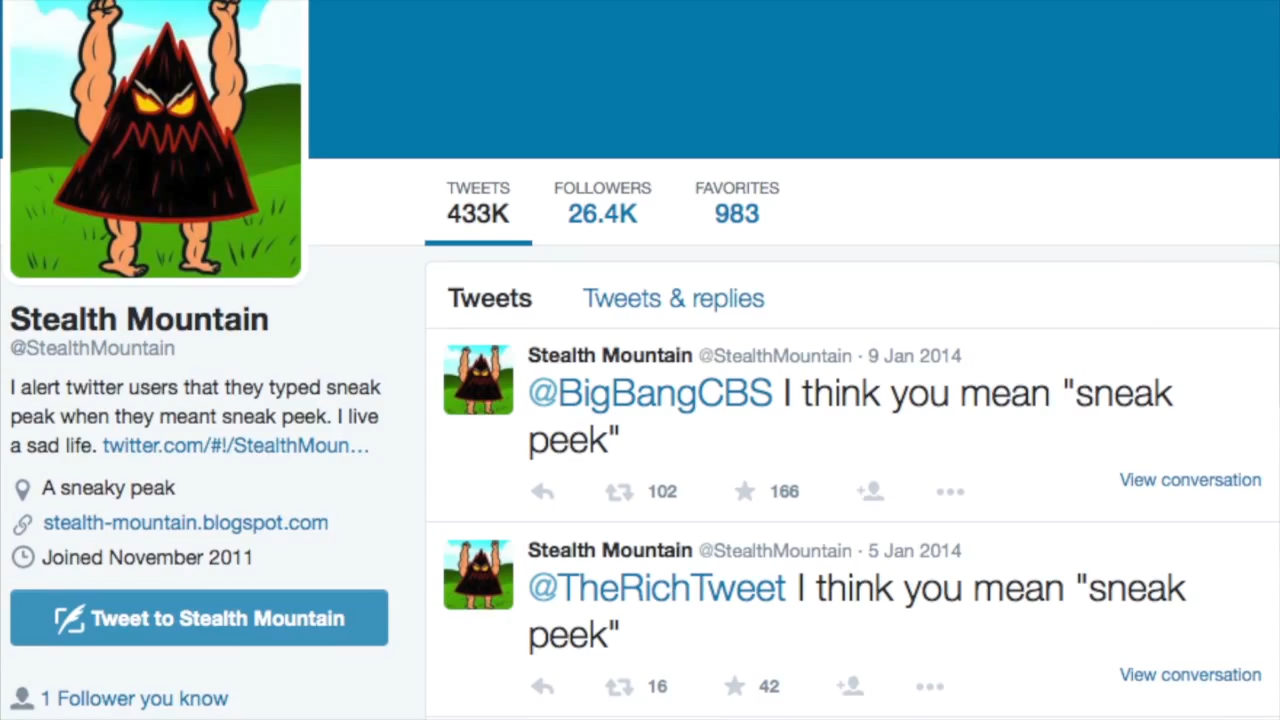 TWEETS FOLLOWERS FAVORITES
433K 26.4K 983
Stealth Mountain
@StealthMountain
I alert twitter users that they typed sneak
peak when they meant sneak peek. I live
a sad life. twitter.com/#!/StealthMoun...
A sneaky peak
stealth-mountain.blogspot.com
Joined November 2011
Tweet to Stealth Mountain
1 Follower you know
Tweets Tweets & replies
Stealth Mountain @StealthMountain · 9 Jan 2014
@BigBangCBS I think you mean "sneak
peek"
View conversation
102 166
Stealth Mountain @StealthMountain · 5 Jan 2014
@TheRichTweet I think you mean "sneak
peek"
View conversation
16 42